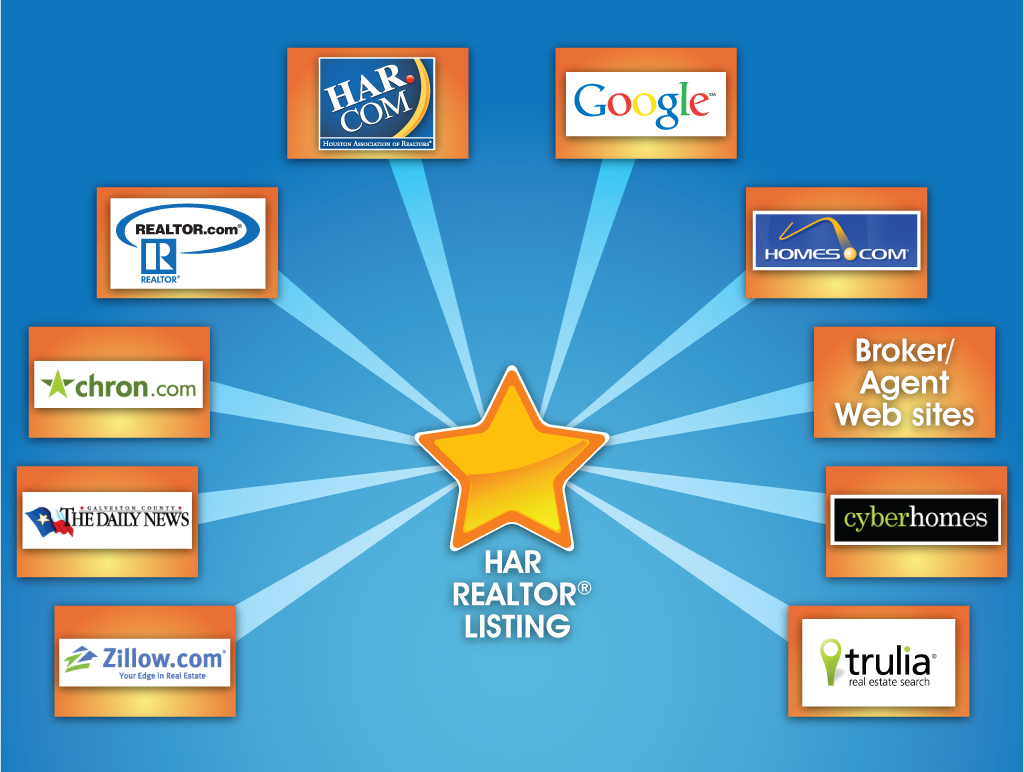 HAR.
COM
HOUSTON ASSOCIATION OF REALTORS®
Google™
REALTOR.com®
R
REALTOR®
HOMES.COM®
chron.com
Broker/
Agent
Web sites
GALVESTON COUNTY
THE DAILY NEWS
cyberhomes
HAR
REALTOR®
LISTING
Zillow.com®
Your Edge in Real Estate
trulia®
real estate search